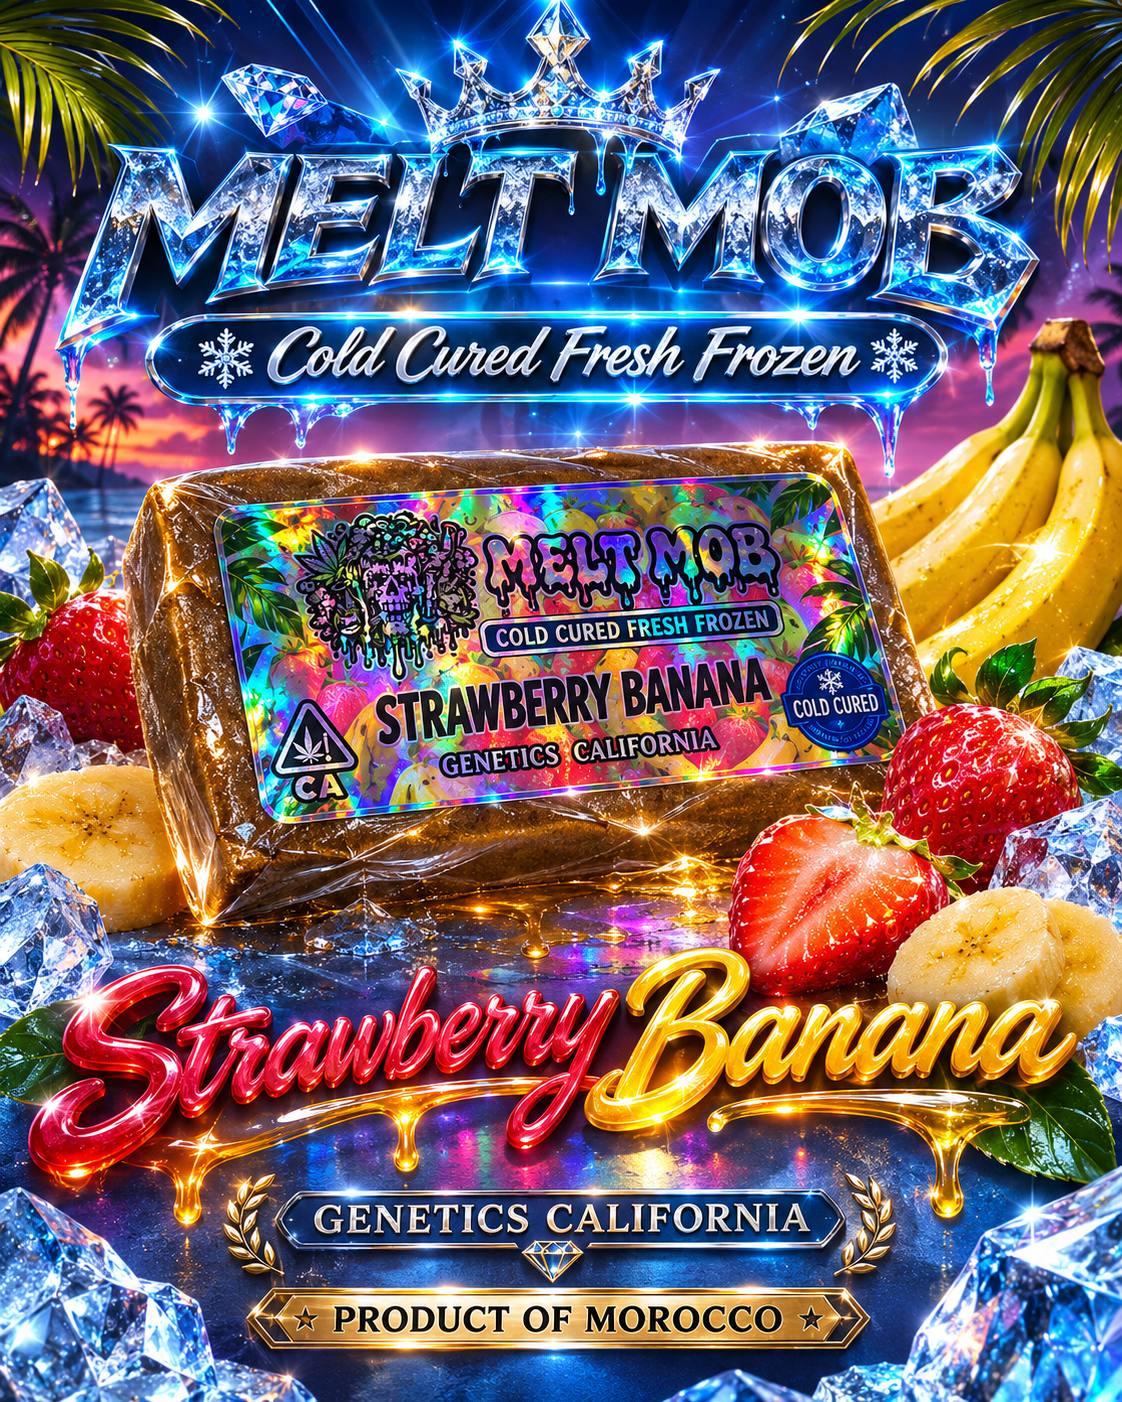 MELT MOB
Cold Cured Fresh Frozen
MELT MOB
COLD CURED FRESH FROZEN
STRAWBERRY BANANA
GENETICS CALIFORNIA
COLD CURED
CA
Strawberry Banana
GENETICS CALIFORNIA
PRODUCT OF MOROCCO